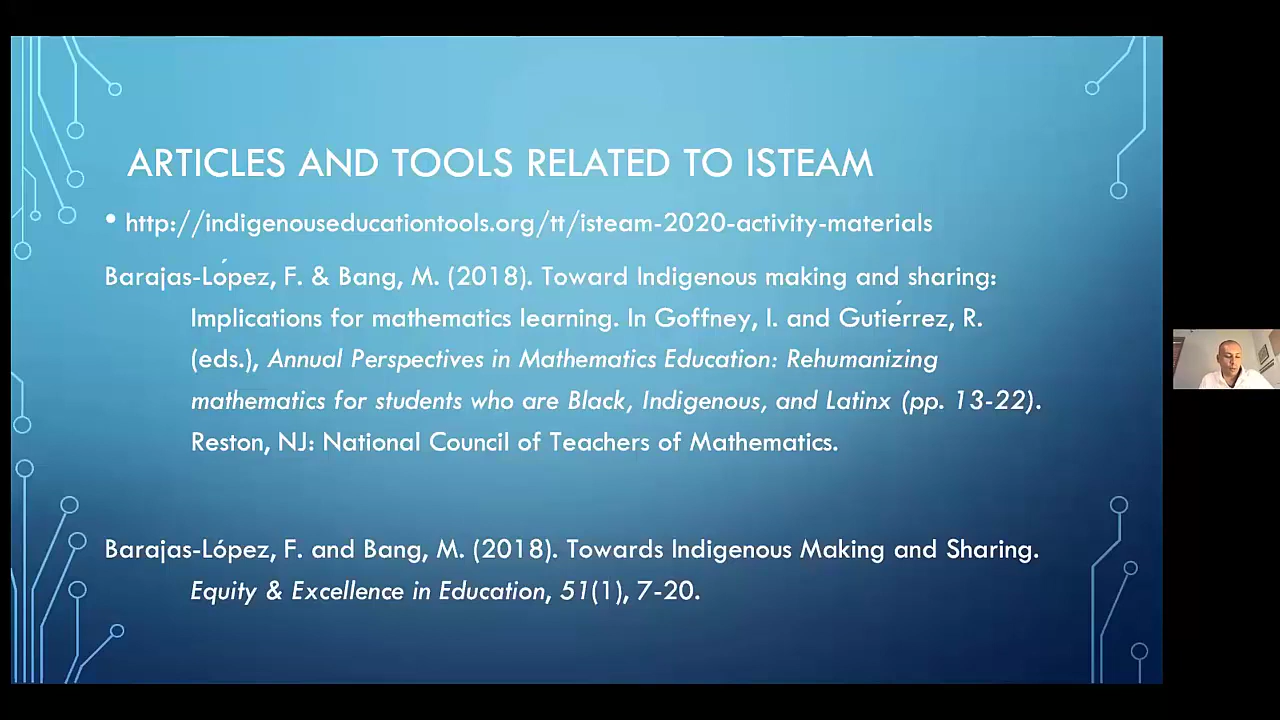 ARTICLES AND TOOLS RELATED TO ISTEAM
• http://indigenouseducationtools.org/tt/isteam-2020-activity-materials
Barajas-López, F. & Bang, M. (2018). Toward Indigenous making and sharing:
Implications for mathematics learning. In Goffney, I. and Gutiérrez, R.
(eds.), Annual Perspectives in Mathematics Education: Rehumanizing
mathematics for students who are Black, Indigenous, and Latinx (pp. 13-22).
Reston, NJ: National Council of Teachers of Mathematics.
Barajas-López, F. and Bang, M. (2018). Towards Indigenous Making and Sharing.
Equity & Excellence in Education, 51(1), 7-20.